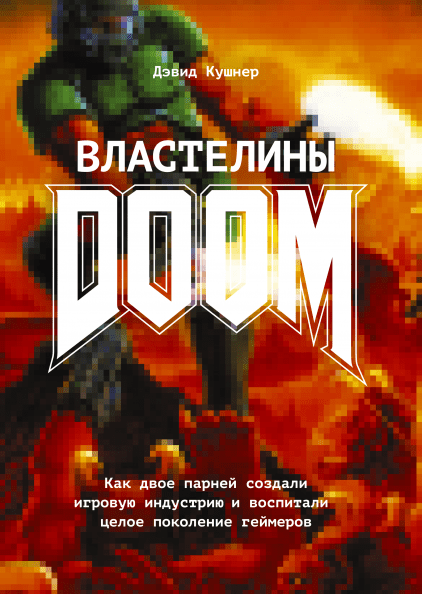 Дэвид Кушнер
ВЛАСТЕЛИНЫ
DOOM
Как двое парней создали
игровую индустрию и воспитали
целое поколение геймеров